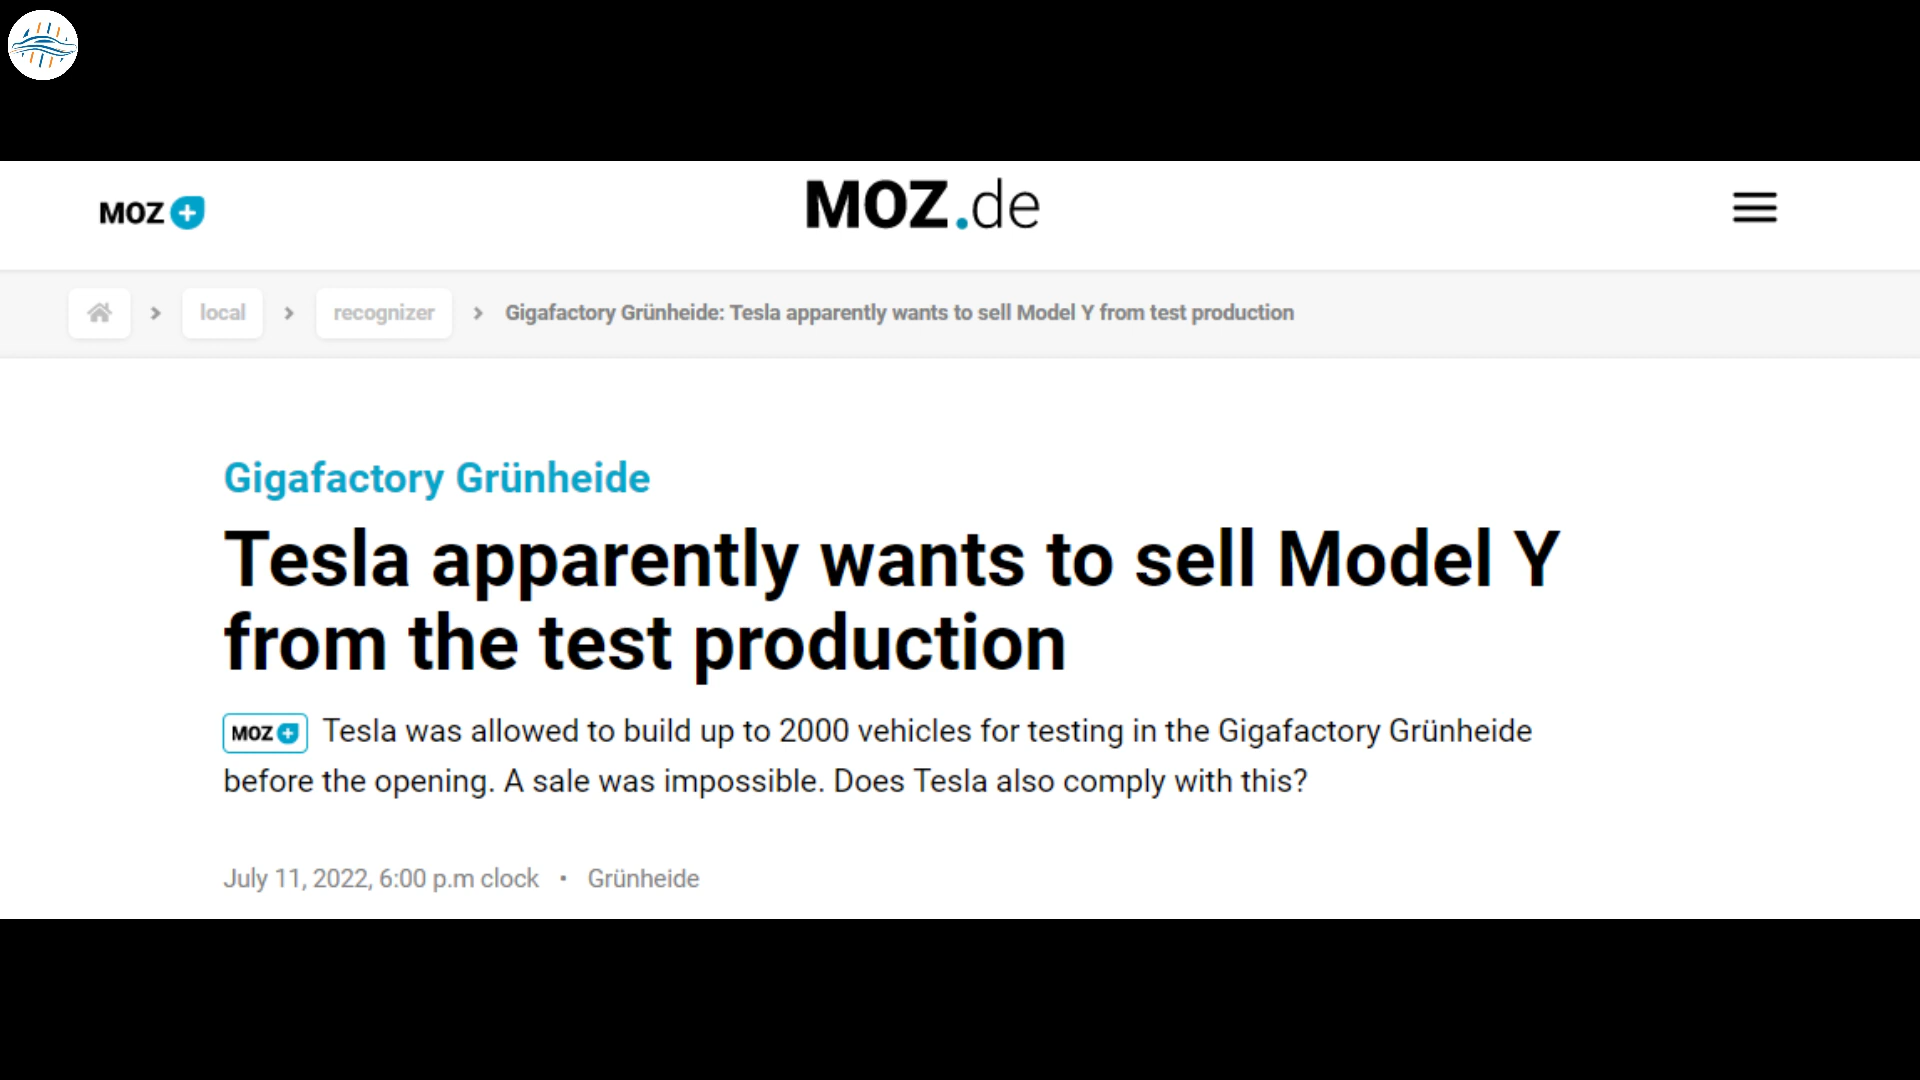 MOZ
MOZ.de
local
recognizer
Gigafactory Grünheide: Tesla apparently wants to sell Model Y from test production
Gigafactory Grünheide
Tesla apparently wants to sell Model Y
from the test production
MOZ Tesla was allowed to build up to 2000 vehicles for testing in the Gigafactory Grünheide
before the opening. A sale was impossible. Does Tesla also comply with this?
July 11, 2022, 6:00 p.m clock • Grünheide